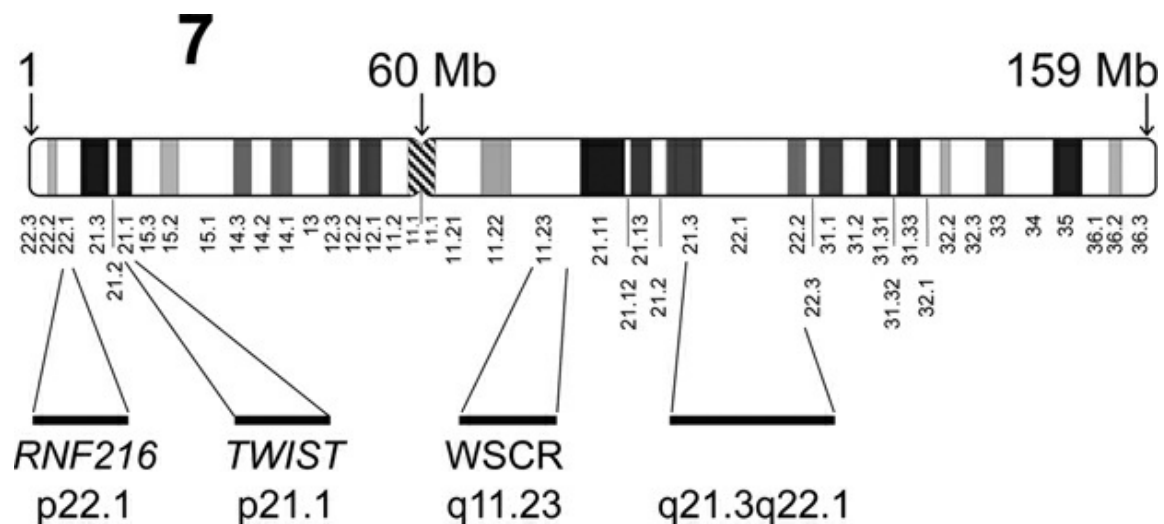 7
1 60 Mb 159 Mb
22.3 22.2 22.1 21.3 21.1 15.3 15.2 15.1 14.3 14.2 14.1 13 12.3 12.2 12.1 11.2 11.1 11.1 11.21 11.22 11.23 21.11 21.13 21.3 22.1 22.2 31.1 31.2 31.31 31.33 32.2 32.3 33 34 35 36.1 36.2 36.3
21.2 21.12 21.2 22.3 31.32 32.1
RNF216 TWIST WSCR
p22.1 p21.1 q11.23 q21.3q22.1